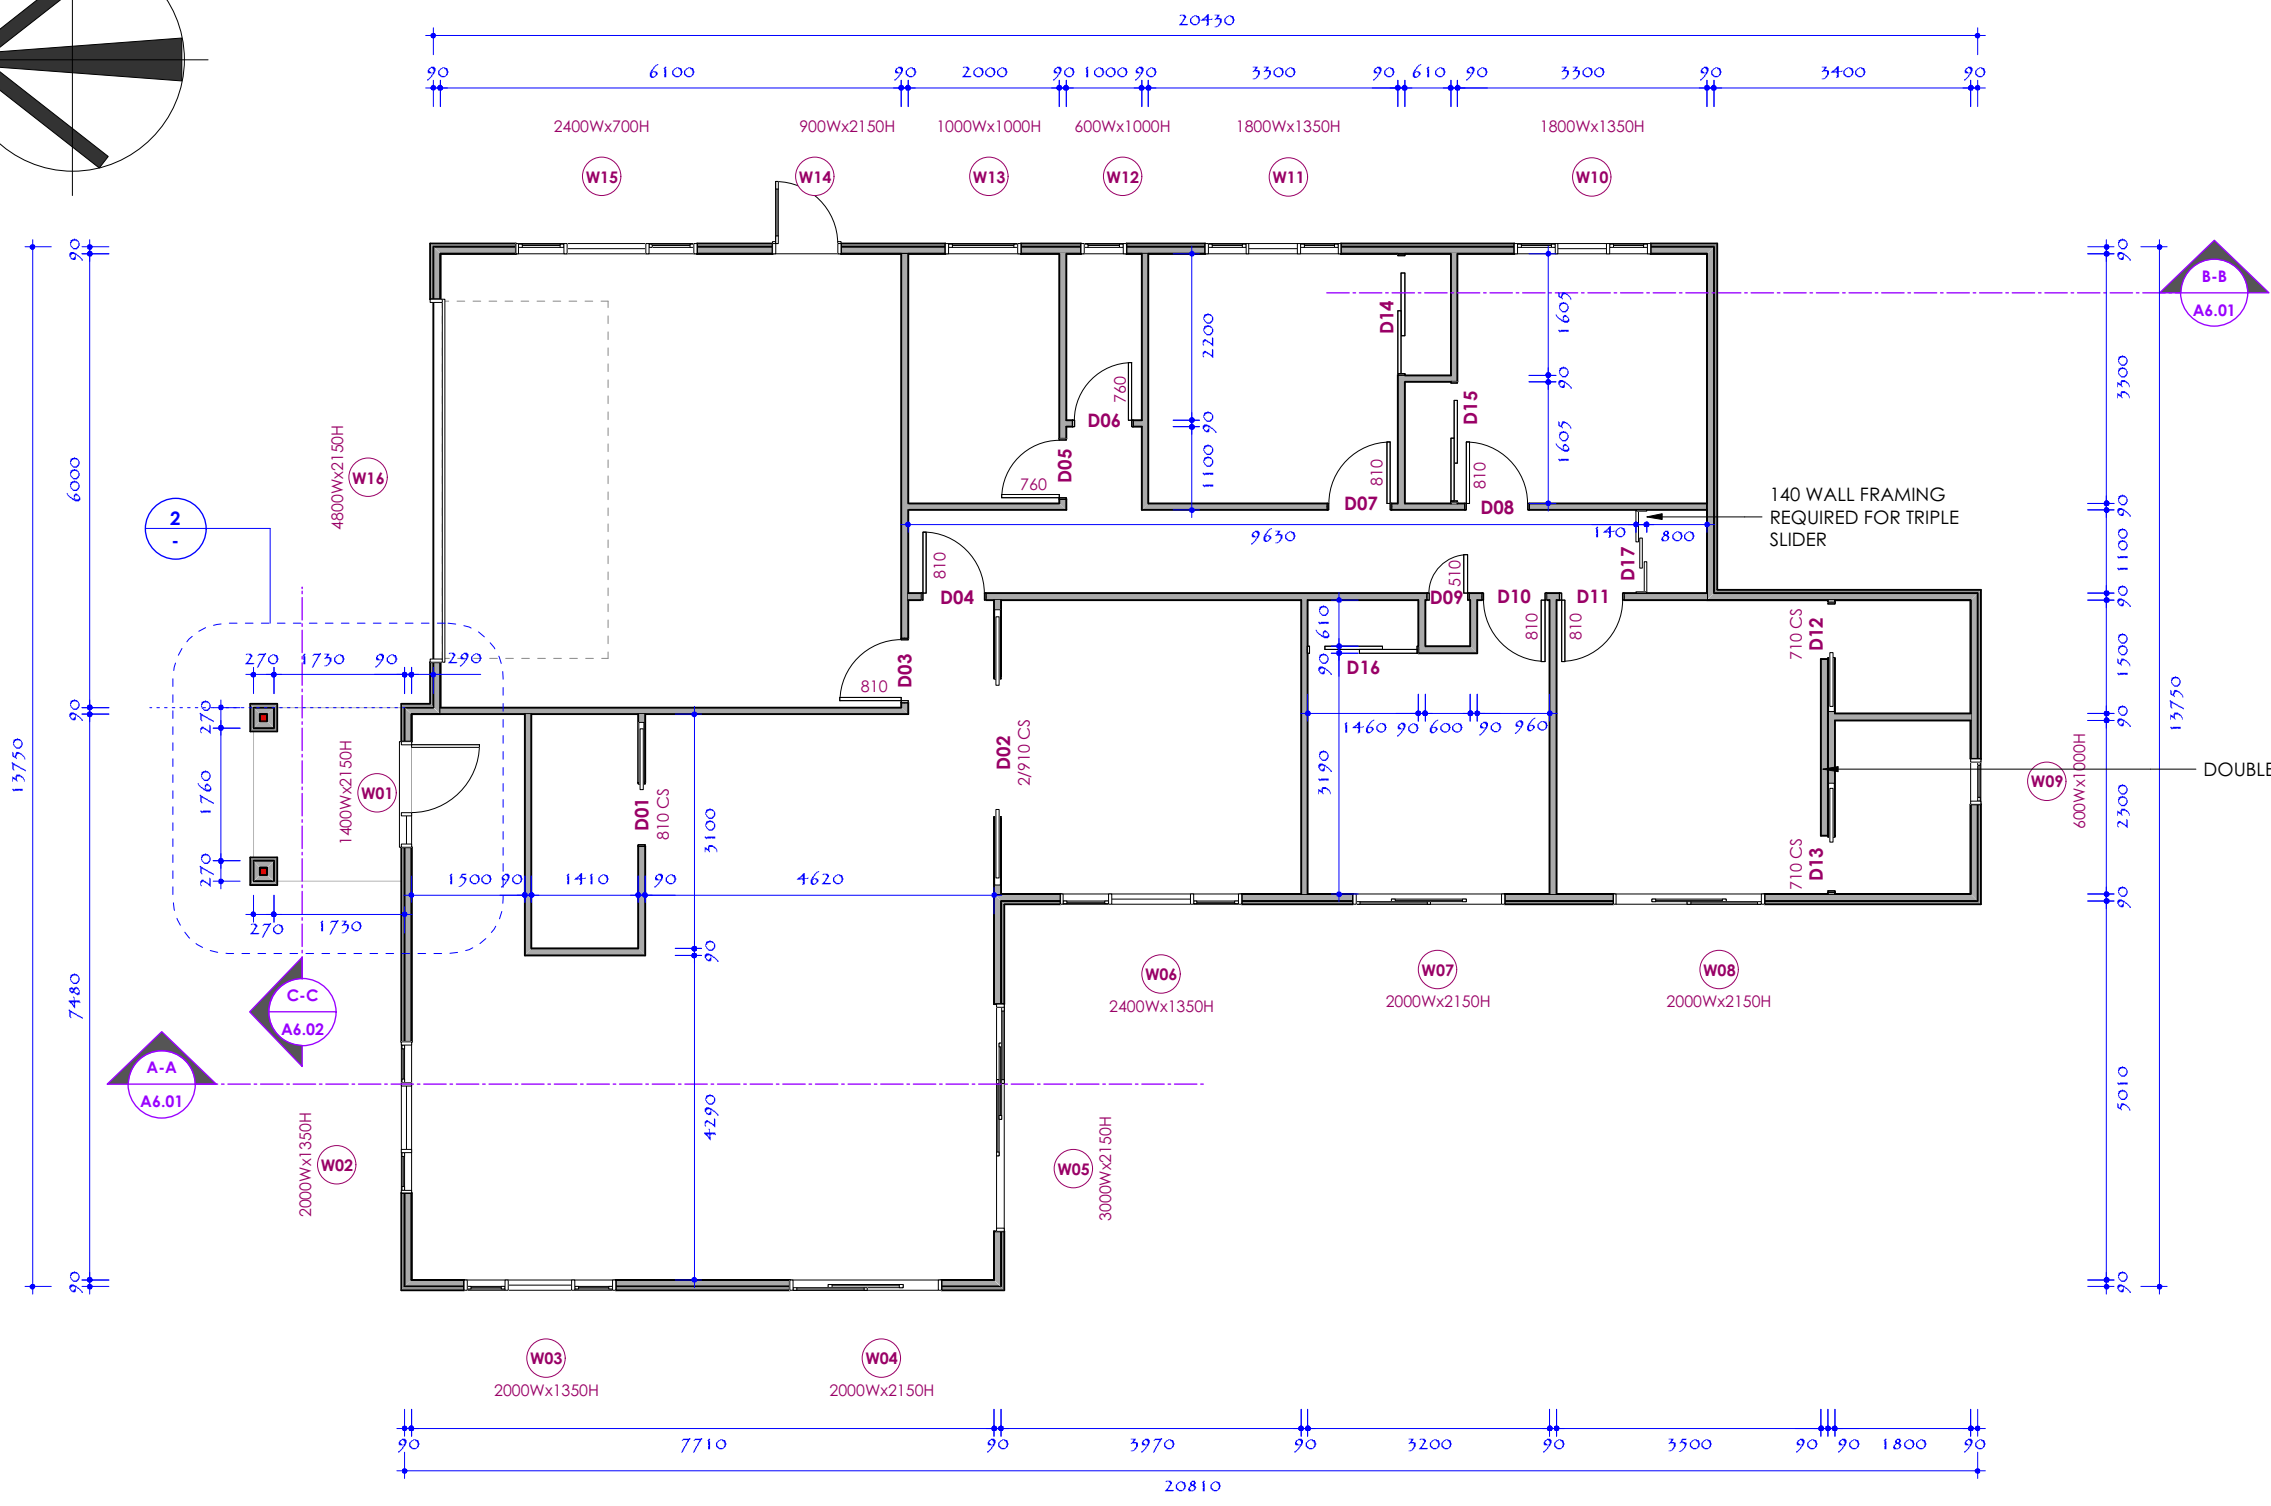 20430
90 6100 90 2000 90 1000 90 3300 90 610 90 3300 90 3400 90
2400Wx700H 900Wx2150H 1000Wx1000H 600Wx1000H 1800Wx1350H 1800Wx1350H
W15 W14 W13 W12 W11 W10
13750
90
6000
90
7480
90
W16
4800Wx2150H
2
-
270 1730 90 290
270
1760
270
270 1730
W01
1400Wx2150H
C-C
A6.02
A-A
A6.01
W02
2000Wx1350H
B-B
A6.01
D14
D15
D06
760
D05
760
2200
90
1100
1605
90
1605
D07
810
D08
810
140 WALL FRAMING
REQUIRED FOR TRIPLE
SLIDER
9630 140 800
D17
D04
810
D03
810
D09
510
D10
810
D11
810
D12
710 CS
D16
610
90
3190
1460 90 600 90 960
D02
2/910 CS
D01
810 CS
3100
90
4290
1500 90 1410 90 4620
D13
710 CS
DOUBLE
W09
600Wx1000H
90
3300
90
1100
90
1500
90
2300
90
5010
90
13750
W06
2400Wx1350H
W07
2000Wx2150H
W08
2000Wx2150H
W05
3000Wx2150H
W03
2000Wx1350H
W04
2000Wx2150H
90 7710 90 3970 90 3200 90 3500 90 90 1800 90
20810